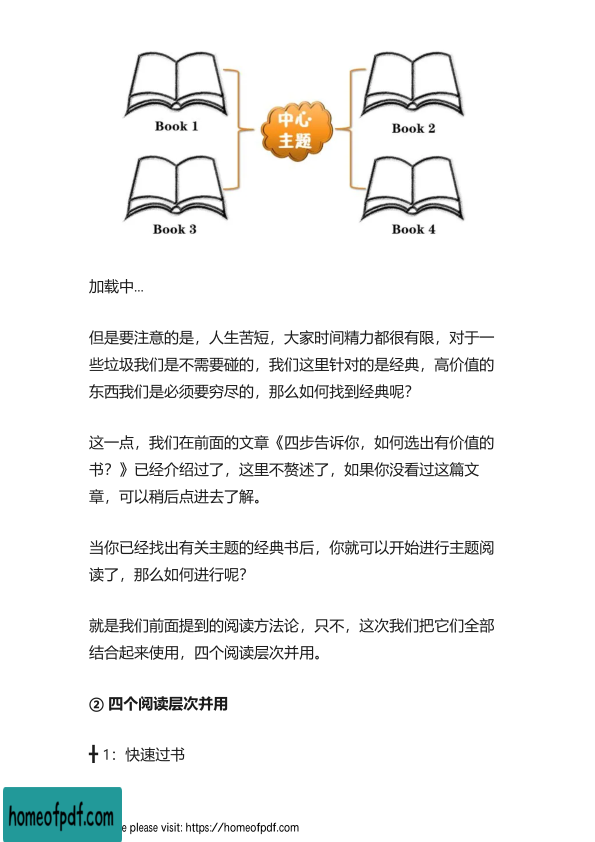 Book 1
中心
主题
Book 2
Book 3
Book 4
加载中...
但是要注意的是，人生苦短，大家时间精力都很有限，对于一
些垃圾我们是不需要碰的，我们这里针对的是经典，高价值的
东西我们是必须要穷尽的，那么如何找到经典呢？
这一点，我们在前面的文章《四步告诉你，如何选出有价值的
书？》已经介绍过了，这里不赘述了，如果你没看过这篇文
章，可以稍后点进去了解。
当你已经找出有关主题的经典书后，你就可以开始进行主题阅
读了，那么如何进行呢？
就是我们前面提到的阅读方法论，只不，这次我们把它们全部
结合起来使用，四个阅读层次并用。
② 四个阅读层次并用
╋ 1：快速过书
homeofpdf.com
e please visit: https://homeofpdf.com